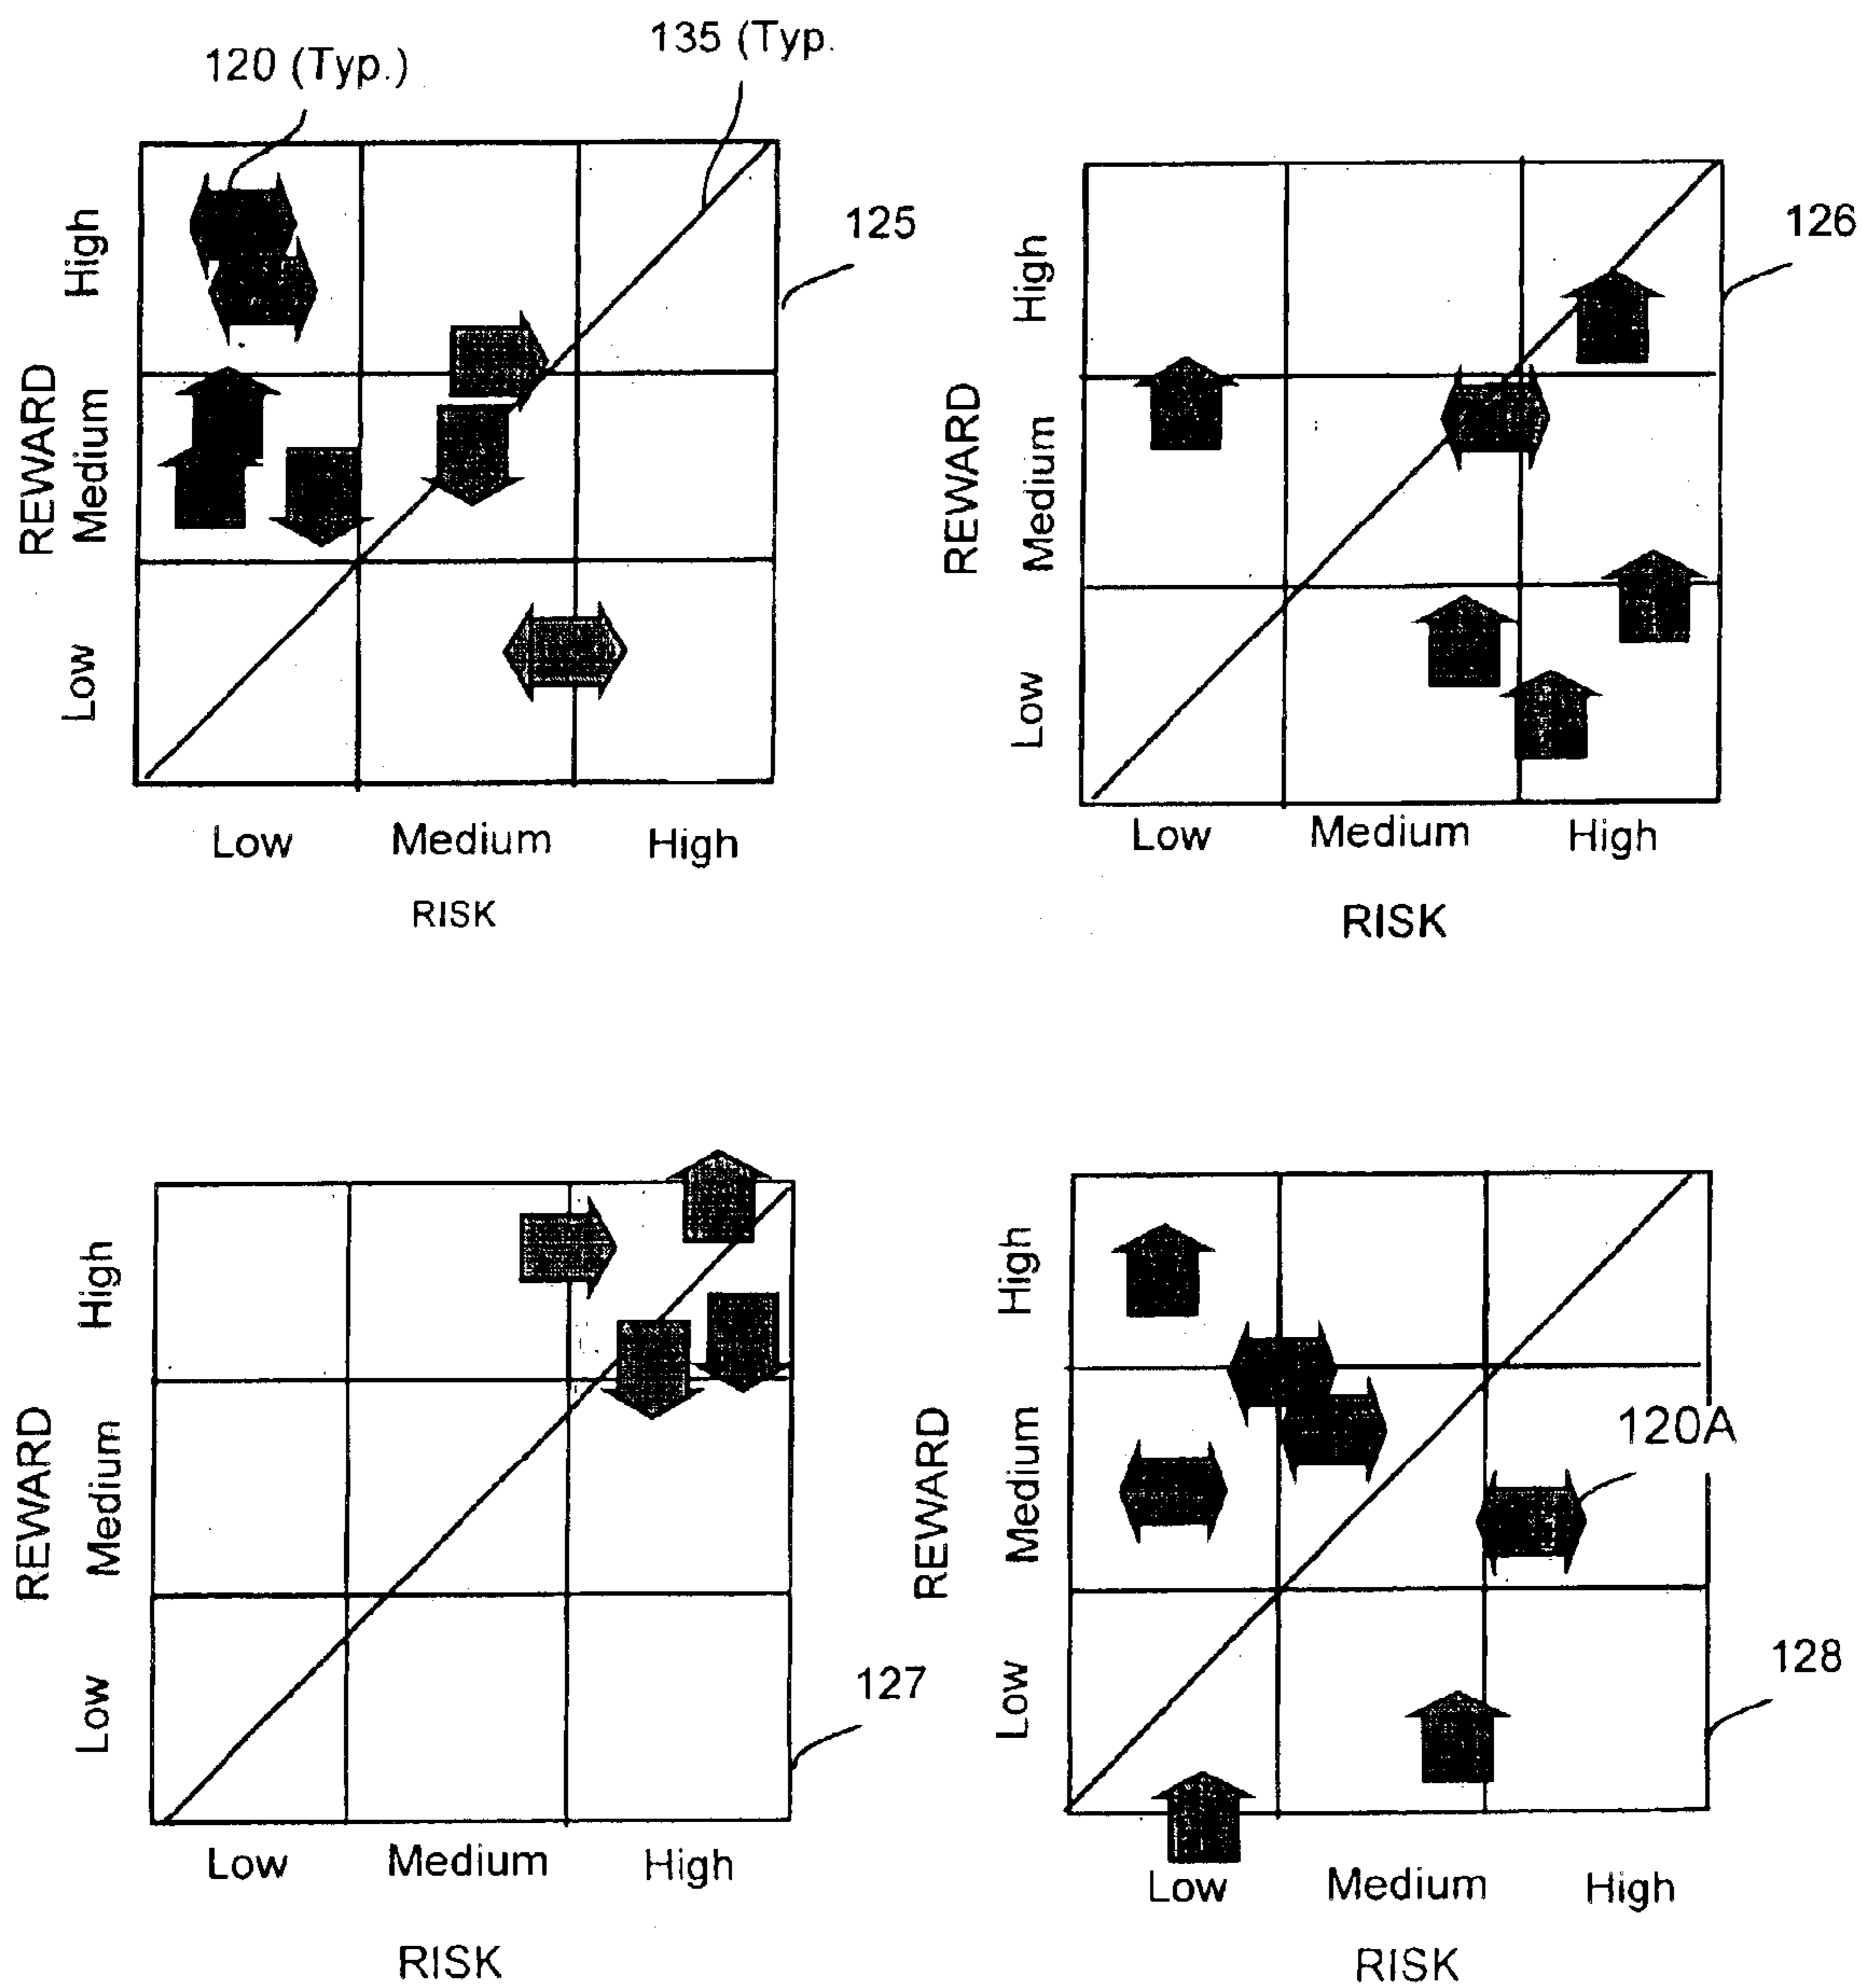 120 (Typ.)
135 (Typ.
125
REWARD
High
Medium
Low
Low Medium High
RISK
126
REWARD
High
Medium
Low
Low Medium High
RISK
127
REWARD
High
Medium
Low
Low Medium High
RISK
120A
128
REWARD
High
Medium
Low
Low Medium High
RISK